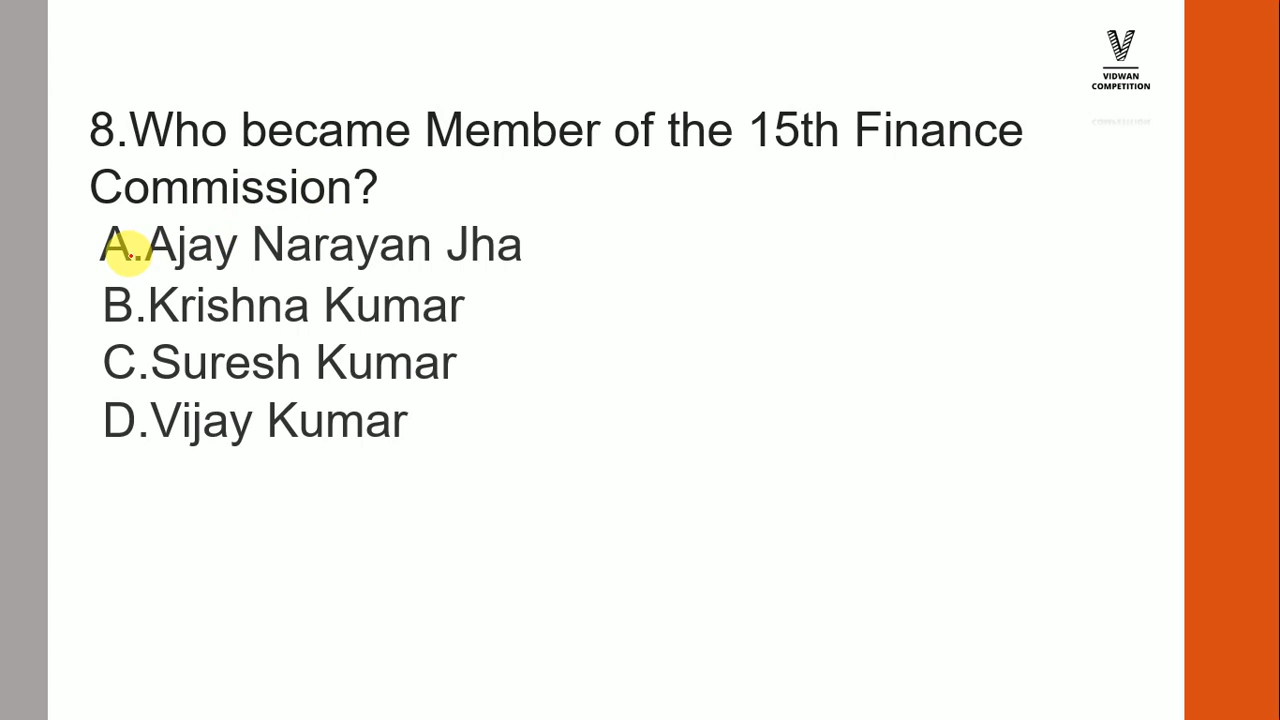 VIDWAN
COMPETITION
8.Who became Member of the 15th Finance
Commission?
A.Ajay Narayan Jha
B.Krishna Kumar
C.Suresh Kumar
D.Vijay Kumar